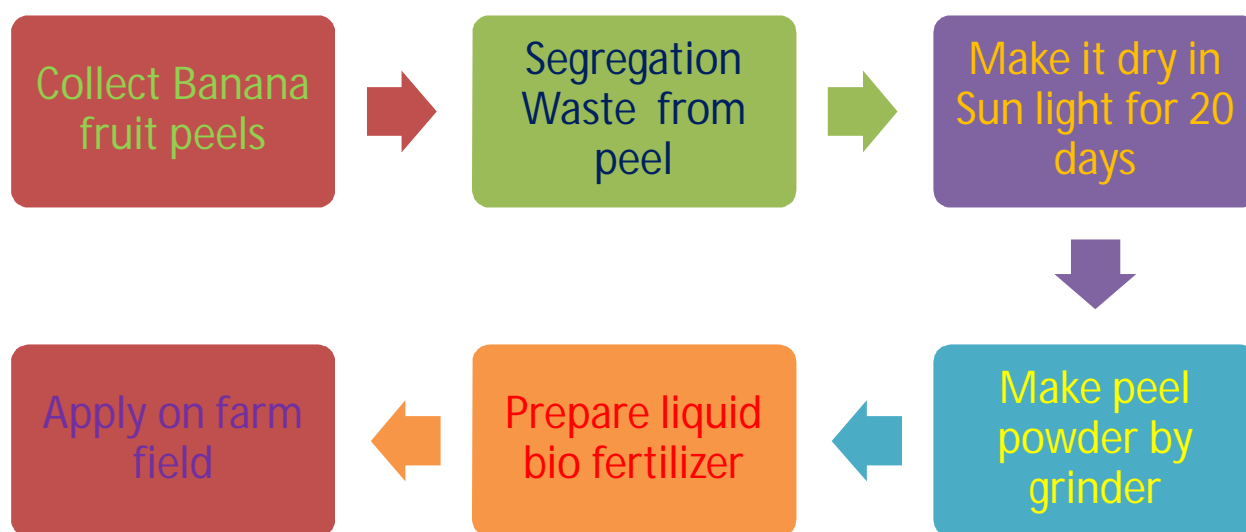 Collect Banana
fruit peels
Segregation
Waste from
peel
Make it dry in
Sun light for 20
days
Make peel
powder by
grinder
Prepare liquid
bio fertilizer
Apply on farm
field